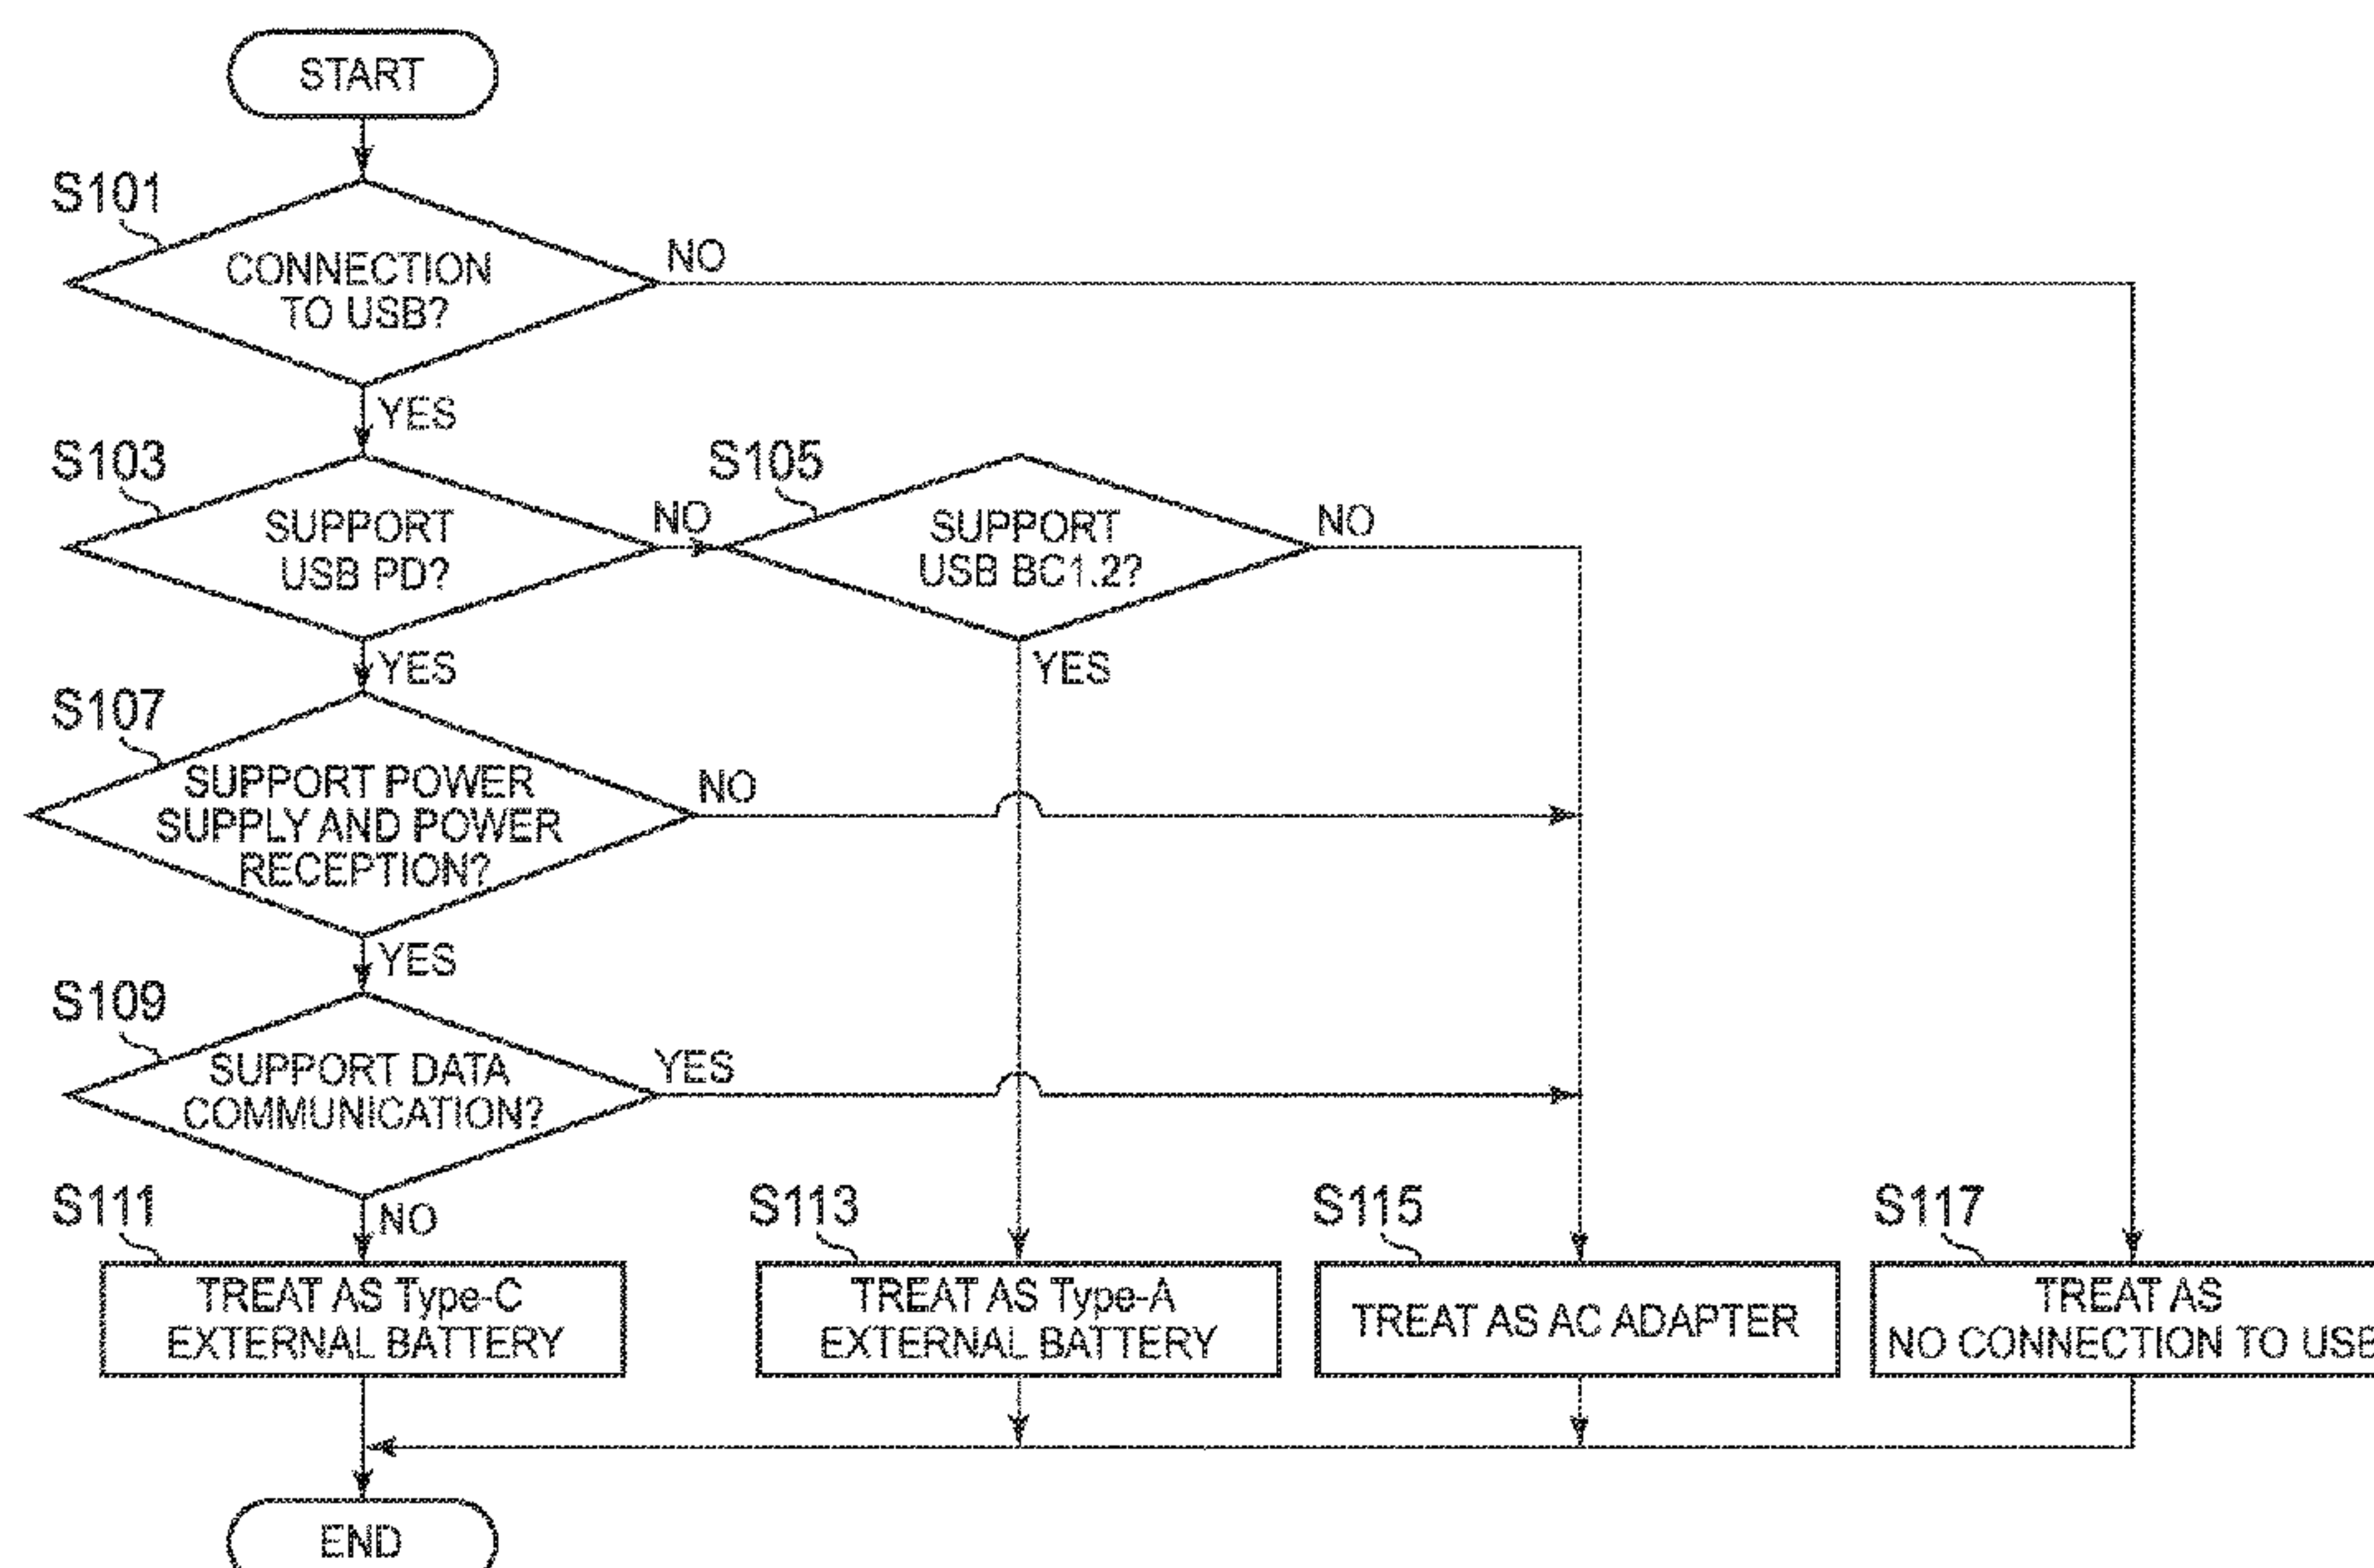 START
S101
CONNECTION
TO USB?
NO
YES
S103
SUPPORT
USB PD?
NO
S105
SUPPORT
USB BC1.2?
NO
YES
YES
S107
SUPPORT POWER
SUPPLY AND POWER
RECEPTION?
NO
YES
S109
SUPPORT DATA
COMMUNICATION?
YES
NO
S111
TREAT AS Type-C
EXTERNAL BATTERY
S113
TREAT AS Type-A
EXTERNAL BATTERY
S115
TREAT AS AC ADAPTER
S117
TREAT AS
NO CONNECTION TO USB
END